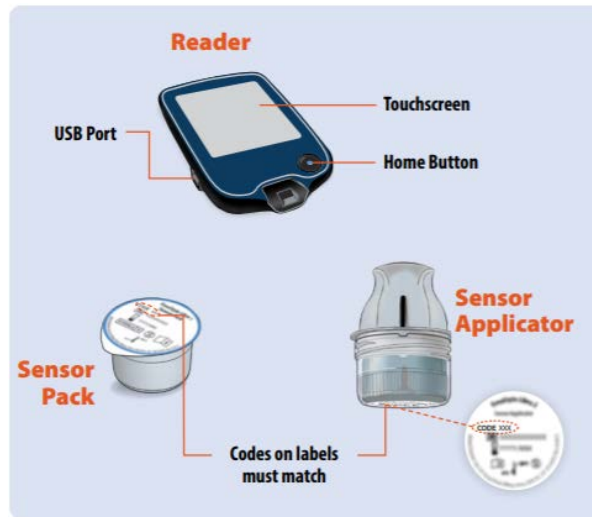 Reader
Touchscreen
USB Port
Home Button
Sensor
Applicator
Sensor
Pack
CODE XXX
Codes on labels
must match